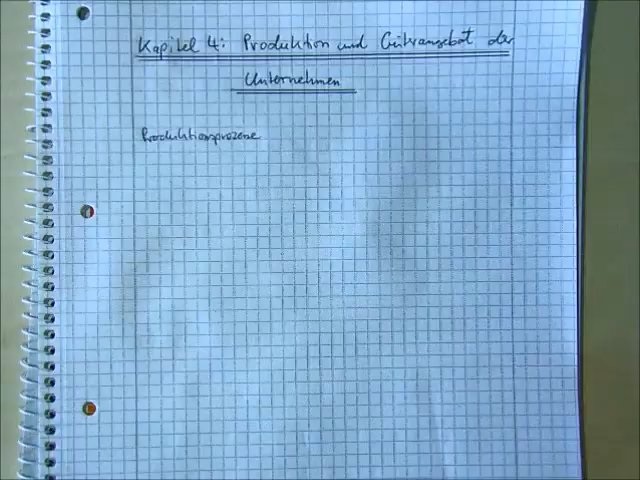 Kapitel 4: Produktion und Güterangebot der
Unternehmen
Produktionsprozesse